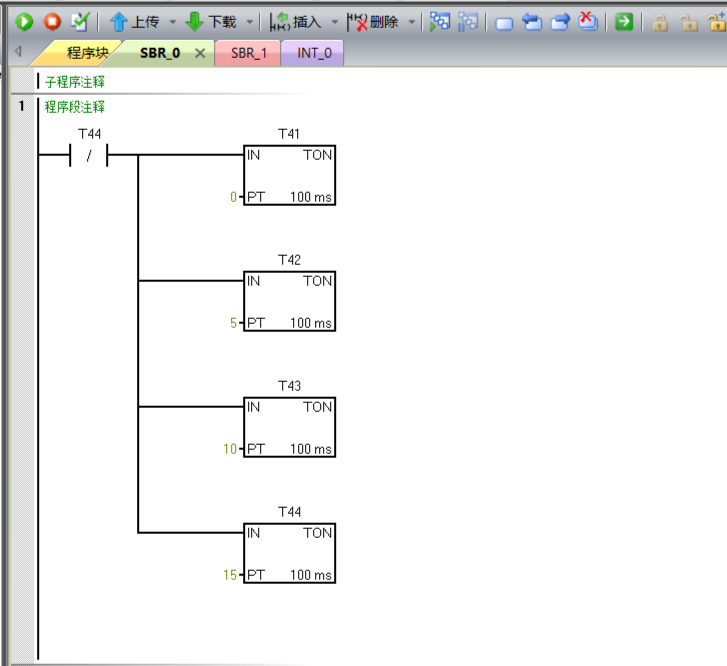 上传 下载 插入 删除
程序块 SBR_0 SBR_1 INT_0
子程序注释
1 程序段注释
T44 T41
/ IN TON
0 PT 100 ms
T42
IN TON
5 PT 100 ms
T43
IN TON
10 PT 100 ms
T44
IN TON
15 PT 100 ms